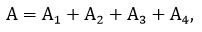 A = A₁ + A₂ + A₃ + A₄,